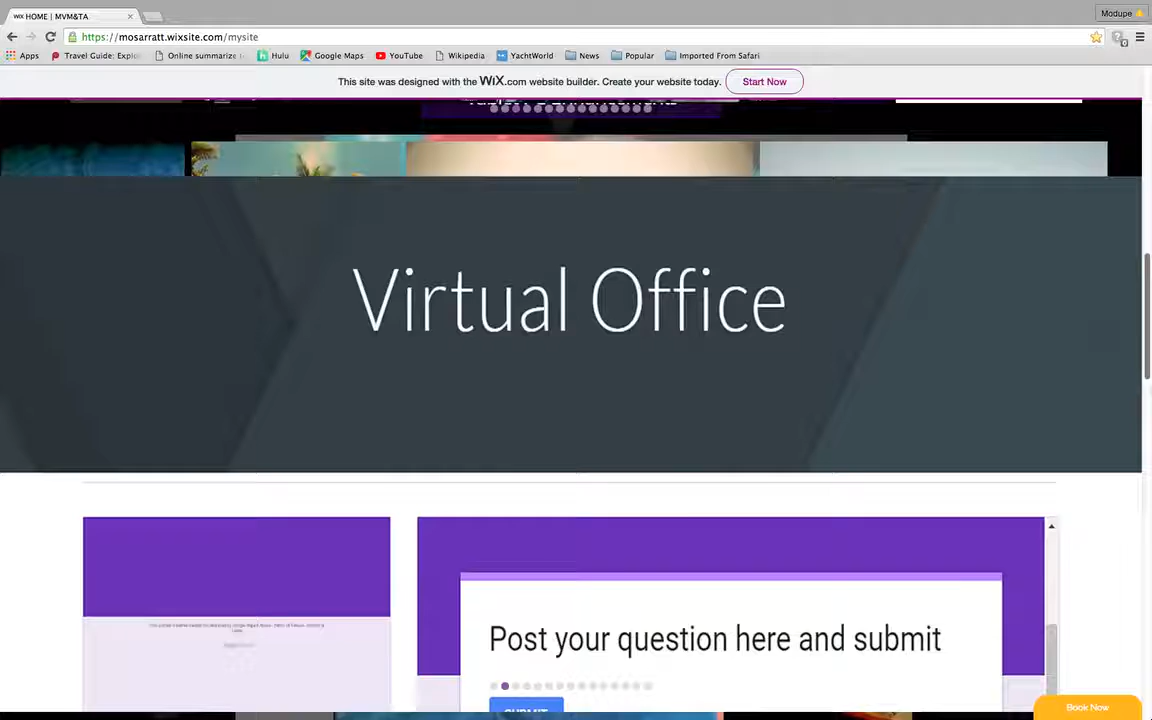 WIX HOME | MVM&TA
Modupe
https://mosarratt.wixsite.com/mysite
Apps
Travel Guide: Explo
Online summarize
Hulu
Google Maps
YouTube
Wikipedia
YachtWorld
News
Popular
Imported From Safari
This site was designed with the WiX.com website builder. Create your website today.
Start Now
Virtual Office
Post your question here and submit
SUBMIT
Book Now